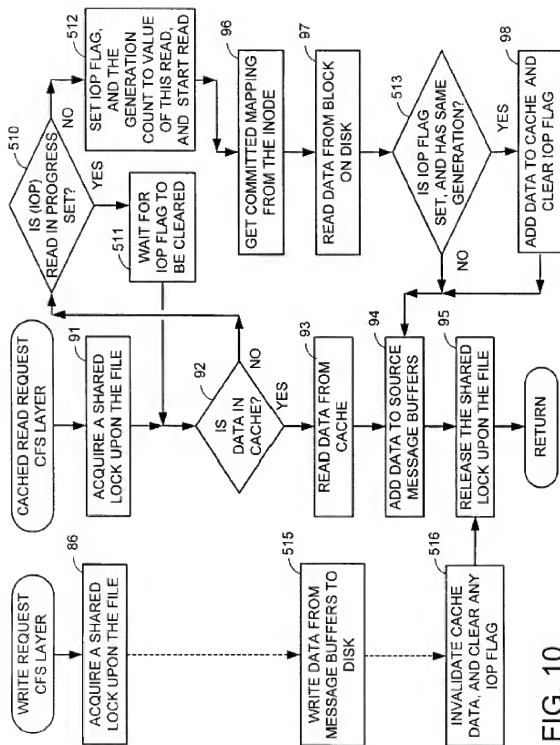 WRITE REQUEST
CFS LAYER
86
ACQUIRE A SHARED
LOCK UPON THE FILE
515
WRITE DATA FROM
MESSAGE BUFFERS TO
DISK
516
INVALIDATE CACHE
DATA, AND CLEAR ANY
IOP FLAG
CACHED READ REQUEST
CFS LAYER
91
ACQUIRE A SHARED
LOCK UPON THE FILE
92
IS
DATA IN
CACHE?
NO
YES
93
READ DATA FROM
CACHE
94
ADD DATA TO SOURCE
MESSAGE BUFFERS
95
RELEASE THE SHARED
LOCK UPON THE FILE
RETURN
510
IS (IOP)
READ IN PROGRESS
SET?
NO
YES
511
WAIT FOR
IOP FLAG TO
BE CLEARED
512
SET IOP FLAG,
AND THE
GENERATION
COUNT TO VALUE
OF THIS READ,
AND START READ
96
GET COMMITTED MAPPING
FROM THE INODE
97
READ DATA FROM BLOCK
ON DISK
513
IS IOP FLAG
SET, AND HAS SAME
GENERATION?
NO
YES
98
ADD DATA TO CACHE AND
CLEAR IOP FLAG
FIG. 10